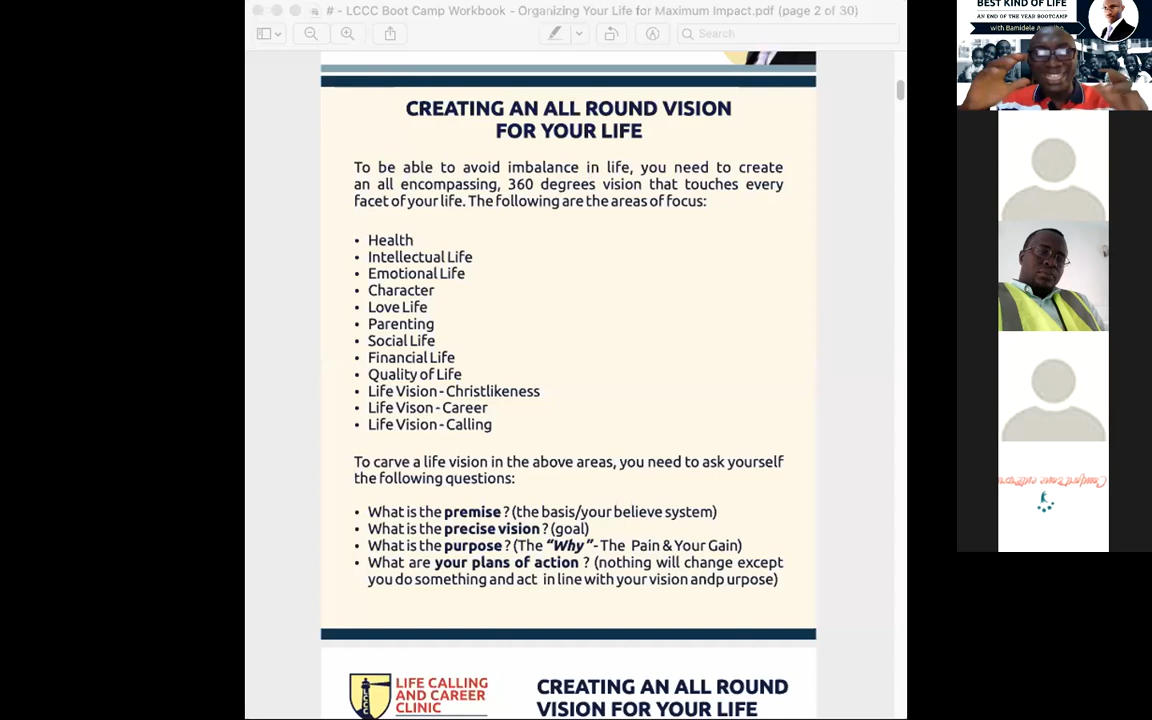 # - LCCC Boot Camp Workbook - Organizing Your Life for Maximum Impact.pdf (page 2 of 30)
Search
CREATING AN ALL ROUND VISION
FOR YOUR LIFE
To be able to avoid imbalance in life, you need to create
an all encompassing, 360 degrees vision that touches every
facet of your life. The following are the areas of focus:
• Health
• Intellectual Life
• Emotional Life
• Character
• Love Life
• Parenting
• Social Life
• Financial Life
• Quality of Life
• Life Vision - Christlikeness
• Life Vison - Career
• Life Vision - Calling
To carve a life vision in the above areas, you need to ask yourself
the following questions:
• What is the premise ? (the basis/your believe system)
• What is the precise vision ? (goal)
• What is the purpose ? (The “Why” - The Pain & Your Gain)
• What are your plans of action ? (nothing will change except
you do something and act in line with your vision andp urpose)
LIFE CALLING
AND CAREER
CLINIC
CREATING AN ALL ROUND
VISION FOR YOUR LIFE
BEST KIND OF LIFE
AN END OF THE YEAR BOOTCAMP
with Bamidele